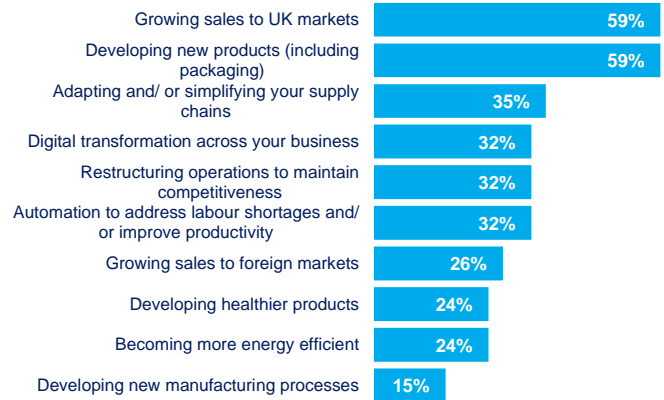 Growing sales to UK markets 59%
Developing new products (including
packaging) 59%
Adapting and/ or simplifying your supply
chains 35%
Digital transformation across your business 32%
Restructuring operations to maintain
competitiveness 32%
Automation to address labour shortages and/
or improve productivity 32%
Growing sales to foreign markets 26%
Developing healthier products 24%
Becoming more energy efficient 24%
Developing new manufacturing processes 15%